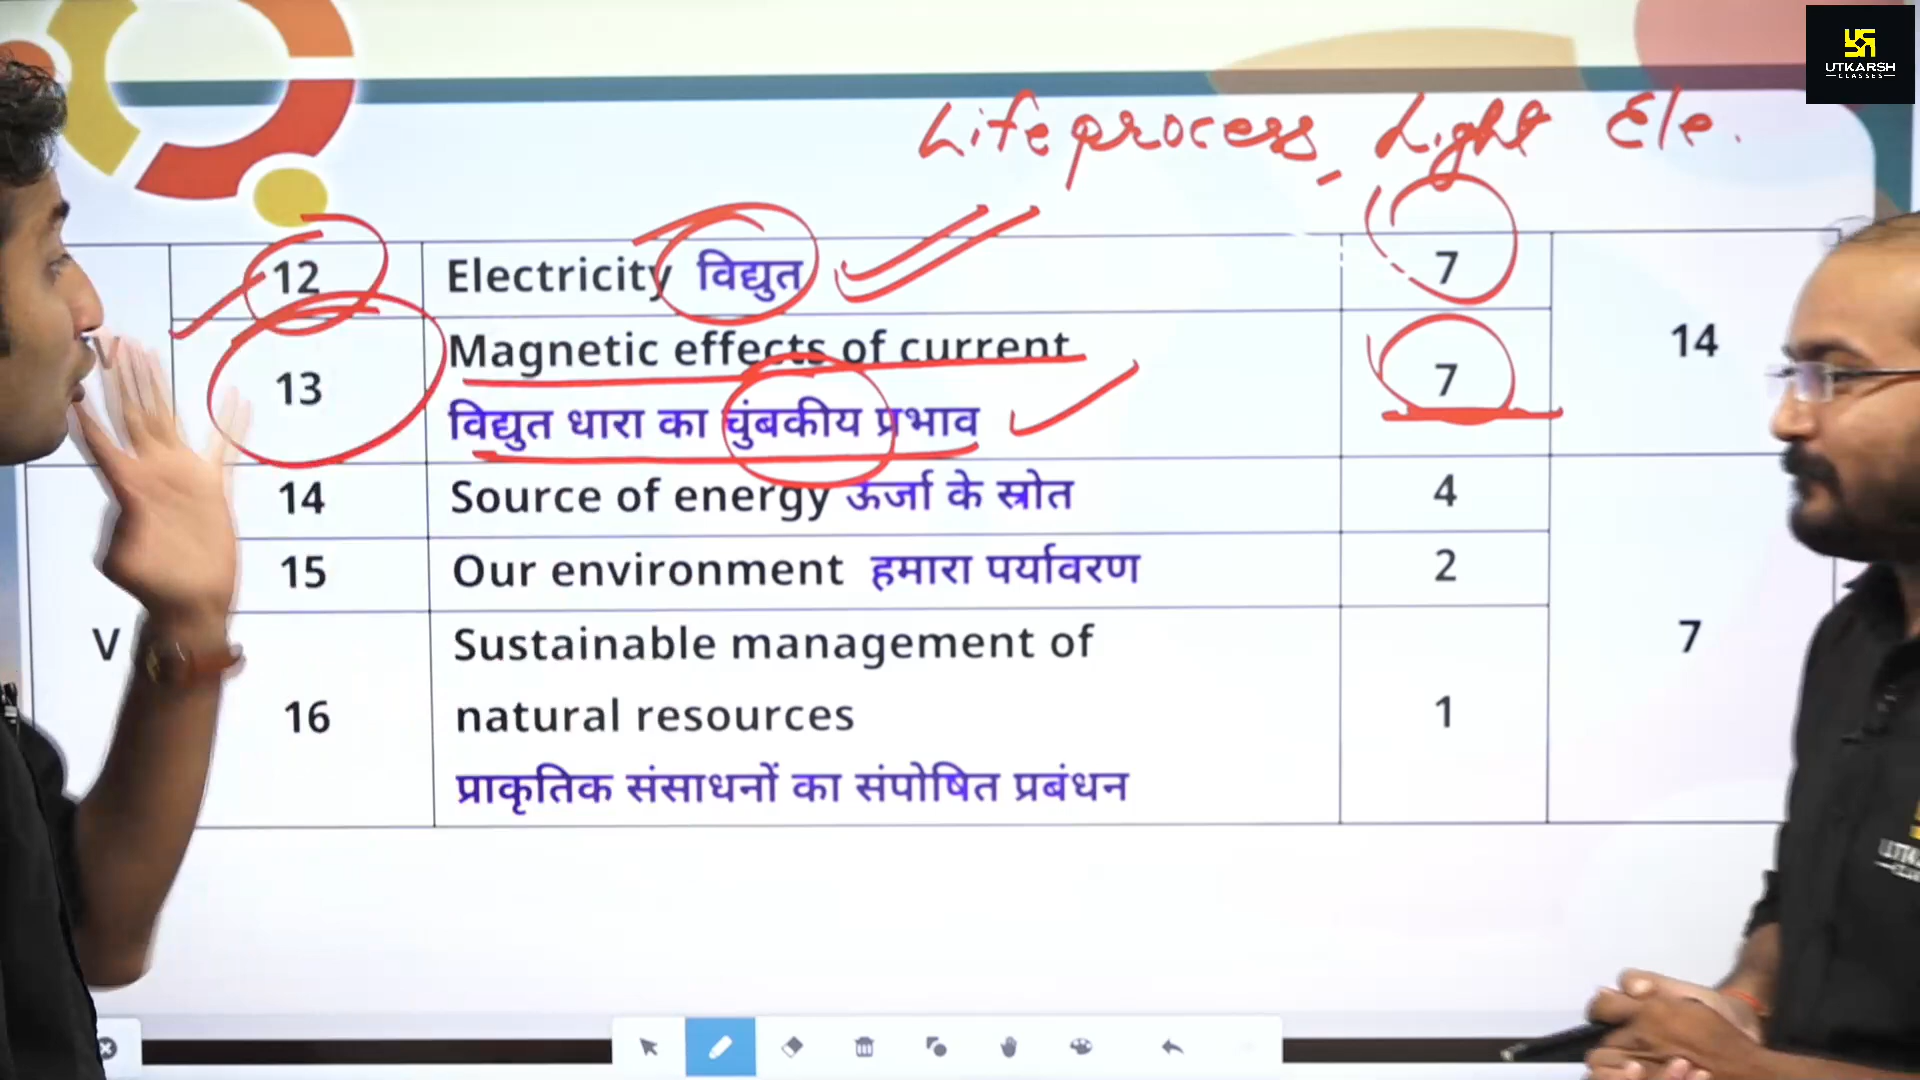 UTKARSH
CLASSES
Life process, Light Ele.
12 Electricity विद्युत 7
14
13 Magnetic effects of current
विद्युत धारा का चुंबकीय प्रभाव 7
14 Source of energy ऊर्जा के स्रोत 4
15 Our environment हमारा पर्यावरण 2
V
7
16 Sustainable management of
natural resources 1
प्राकृतिक संसाधनों का संपोषित प्रबंधन